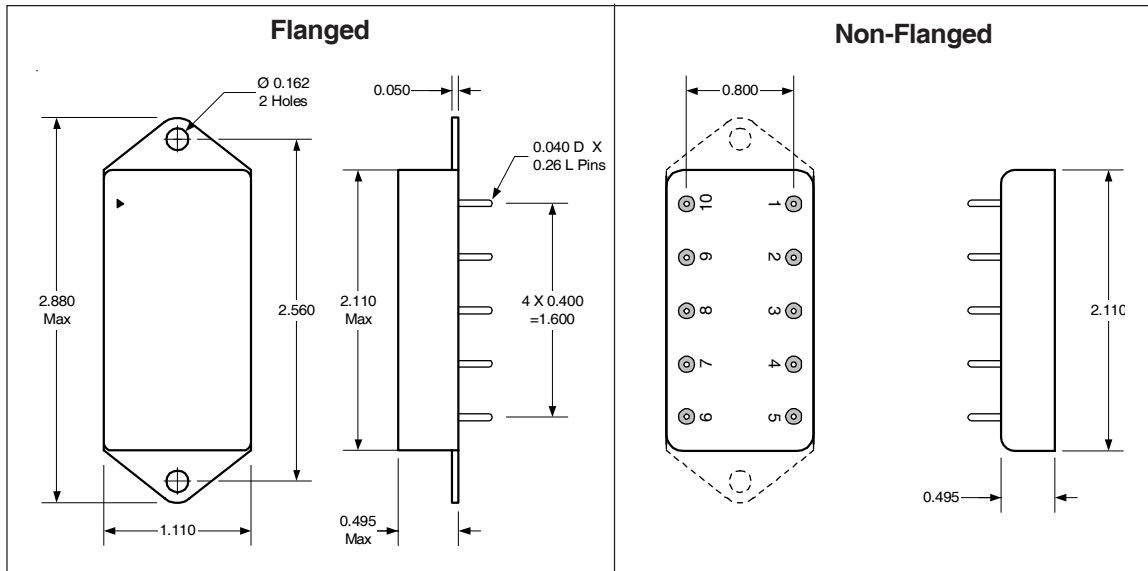 Flanged
Ø 0.162
2 Holes
0.050
0.040 D X
0.26 L Pins
2.880
Max
2.560
2.110
Max
4 X 0.400
=1.600
1.110
0.495
Max
Non-Flanged
0.800
10
1
9
2
8
3
7
4
6
5
2.110
0.495